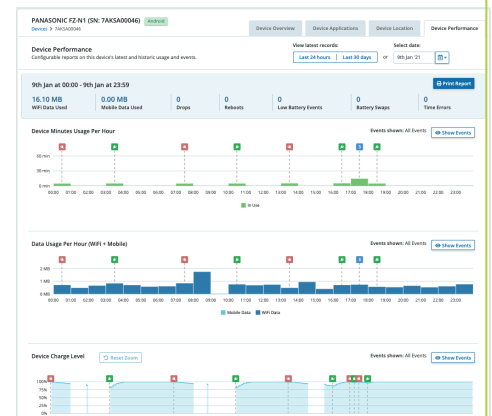 PANASONIC FZ-N1 (SN: 7AKSA00046) Android
Devices > 7AKSA00046
Device Overview Device Applications Device Location Device Performance
Device Performance
Configurable reports on this device's latest and historic usage and events.
View latest records: Select date:
Last 24 hours Last 30 days or 9th Jan '21
9th Jan at 00:00 - 9th Jan at 23:59 Print Report
16.10 MB 0.00 MB 0 0 0 0 0
WiFi Data Used Mobile Data Used Drops Reboots Low Battery Events Battery Swaps Time Errors
Device Minutes Usage Per Hour Events shown: All Events Show Events
60 min
30 min
0 min
00:00 01:00 02:00 03:00 04:00 05:00 06:00 07:00 08:00 09:00 10:00 11:00 12:00 13:00 14:00 15:00 16:00 17:00 18:00 19:00 20:00 21:00 22:00 23:00
In Use
Data Usage Per Hour (WiFi + Mobile) Events shown: All Events Show Events
2 MB
1 MB
0 MB
00:00 01:00 02:00 03:00 04:00 05:00 06:00 07:00 08:00 09:00 10:00 11:00 12:00 13:00 14:00 15:00 16:00 17:00 18:00 19:00 20:00 21:00 22:00 23:00
Mobile Data WiFi Data
Device Charge Level Reset Zoom Events shown: All Events Show Events
100%
75%
50%
25%
0%